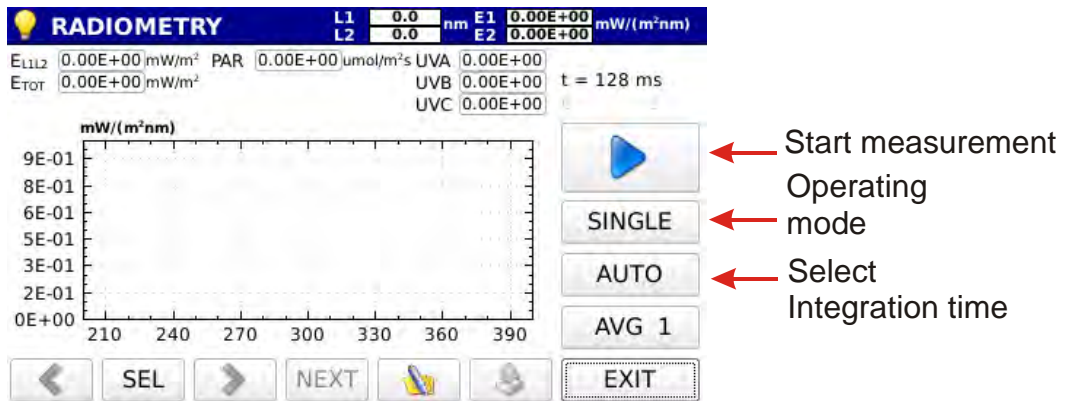 RADIOMETRY L1 0.0 nm E1 0.00E+00 mW/(m²nm)
L2 0.0 E2 0.00E+00
EL1L2 0.00E+00 mW/m² PAR 0.00E+00 umol/m²s UVA 0.00E+00
ETOT 0.00E+00 mW/m² UVB 0.00E+00 t = 128 ms
UVC 0.00E+00
mW/(m²nm)
9E-01
8E-01
6E-01
5E-01
3E-01
2E-01
0E+00
210 240 270 300 330 360 390
Start measurement
Operating
mode
SINGLE
Select
Integration time
AUTO
AVG 1
SEL NEXT EXIT